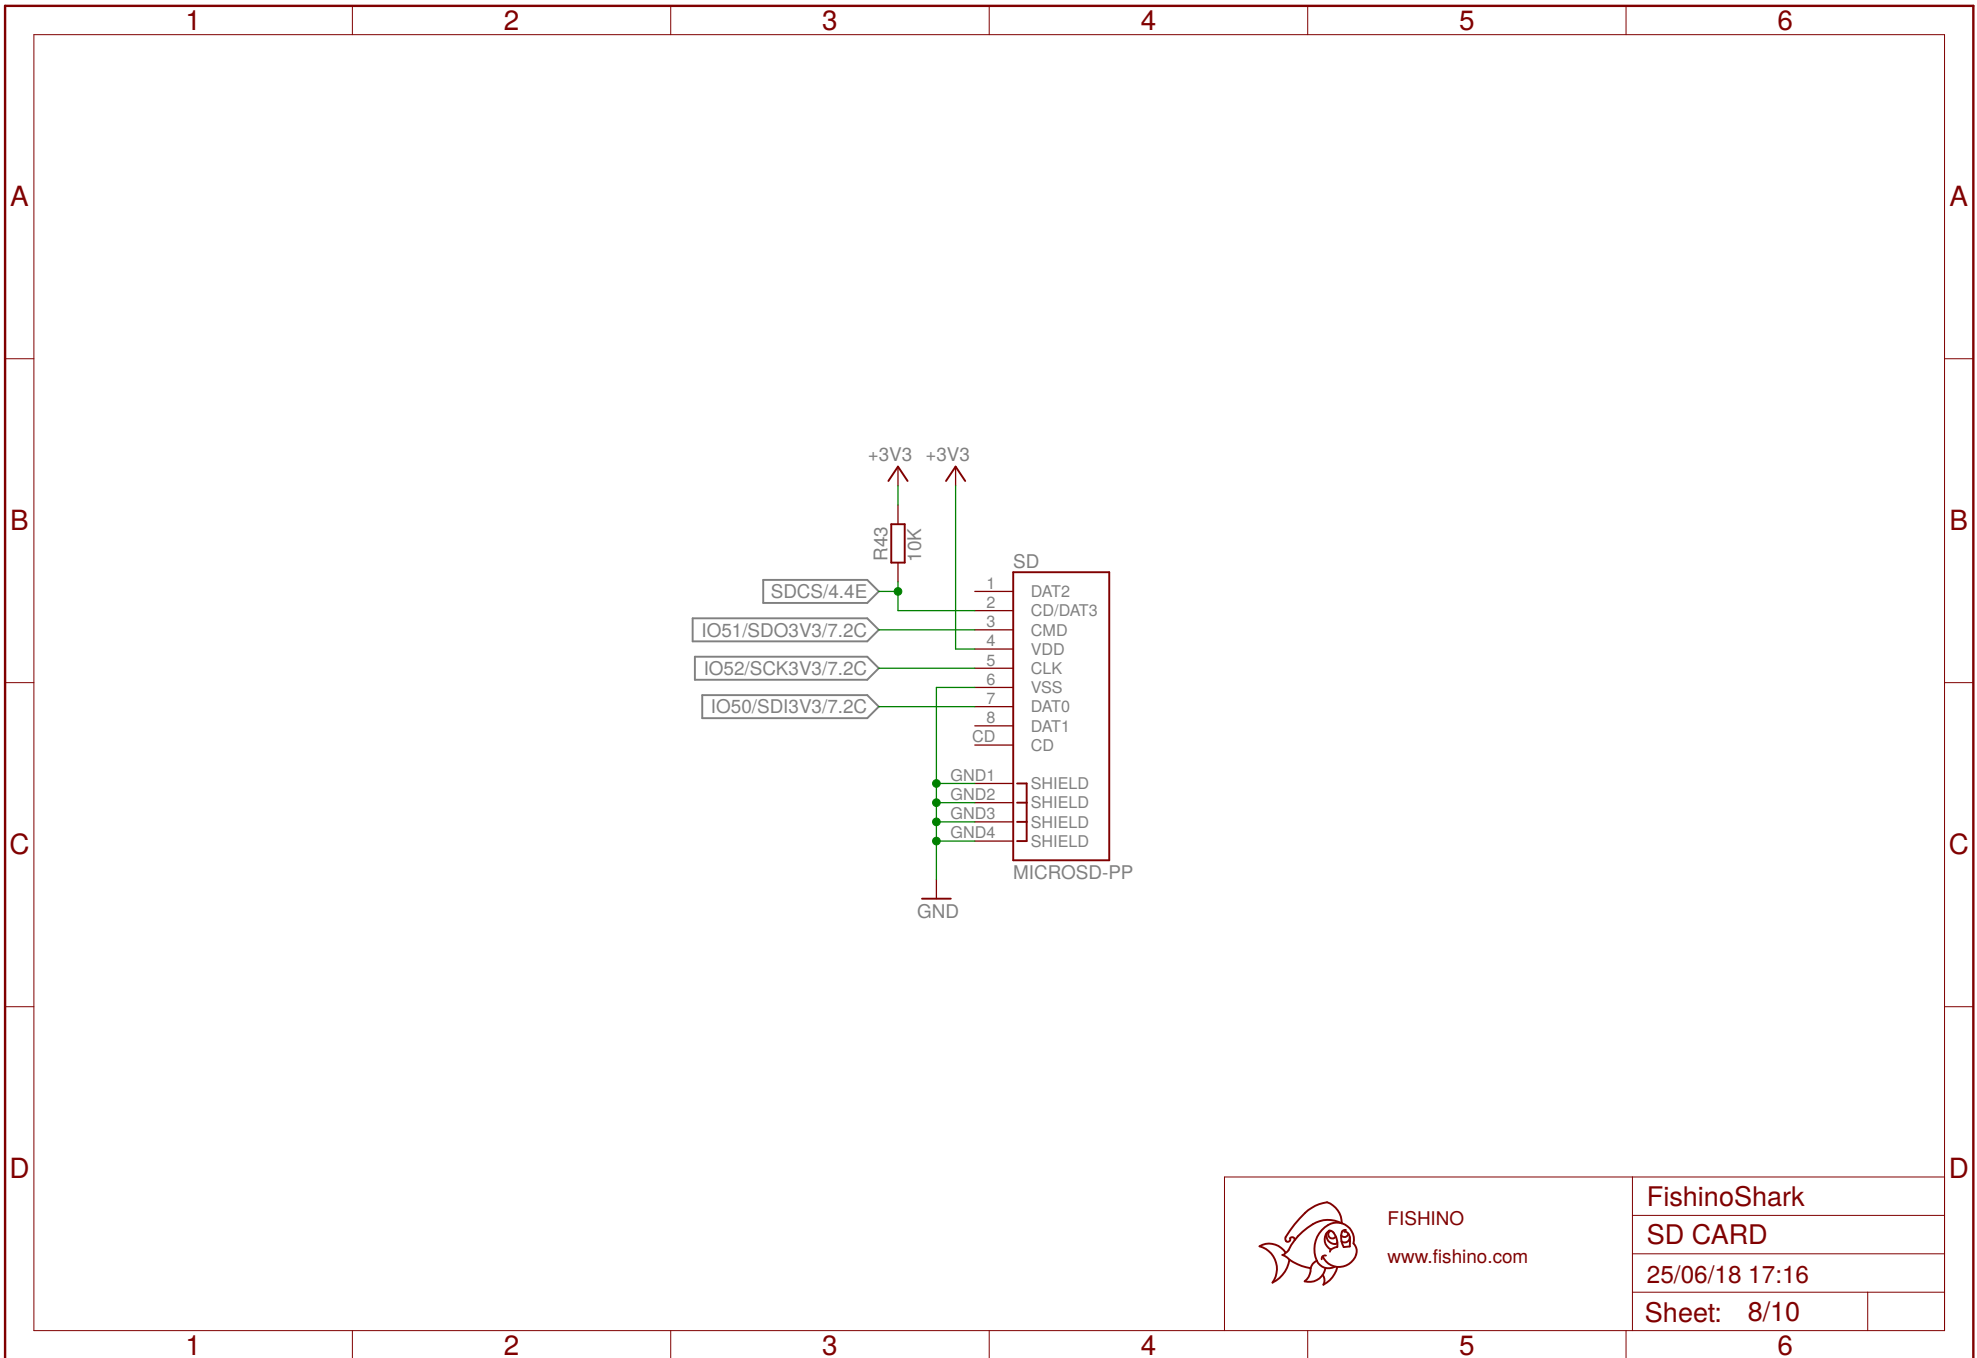 1 2 3 4 5 6
A A
+3V3 +3V3
B B
R43 10K
SD
SDCS/4.4E 1 DAT2
2 CD/DAT3
IO51/SDO3V3/7.2C 3 CMD
4 VDD
IO52/SCK3V3/7.2C 5 CLK
6 VSS
IO50/SDI3V3/7.2C 7 DAT0
8 DAT1
CD CD
GND1 SHIELD
GND2 SHIELD
GND3 SHIELD
GND4 SHIELD
C C
MICROSD-PP
GND
D D
FISHINO
www.fishino.com
FishinoShark
SD CARD
25/06/18 17:16
Sheet: 8/10
1 2 3 4 5 6